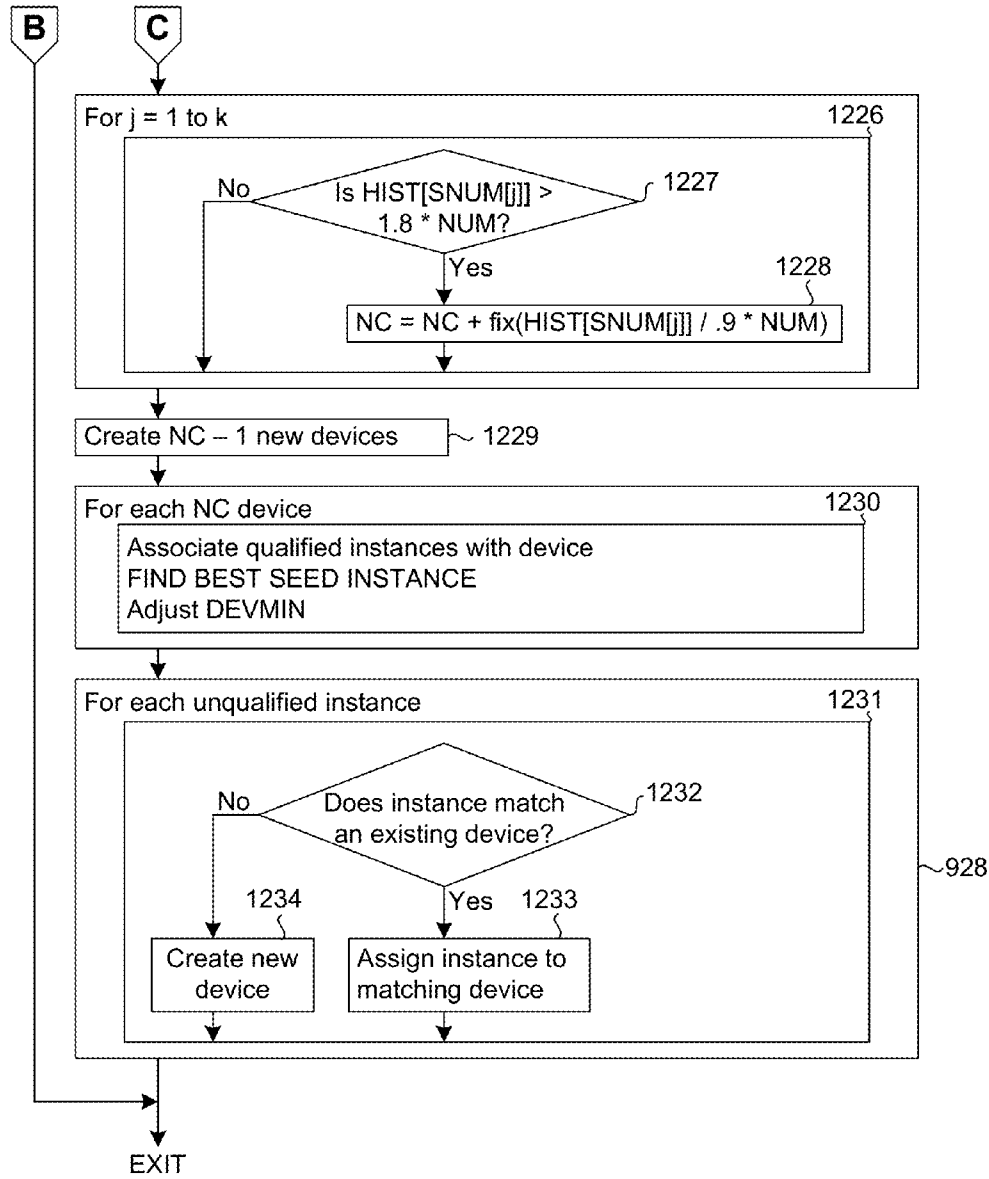 B
C
For j = 1 to k
1226
Is HIST[SNUM[j]] >
1.8 * NUM?
1227
No
Yes
1228
NC = NC + fix(HIST[SNUM[j]] / .9 * NUM)
Create NC – 1 new devices
1229
For each NC device
1230
Associate qualified instances with device
FIND BEST SEED INSTANCE
Adjust DEVMIN
For each unqualified instance
1231
No
Does instance match
an existing device?
1232
928
1234
Yes
1233
Create new
device
Assign instance to
matching device
EXIT